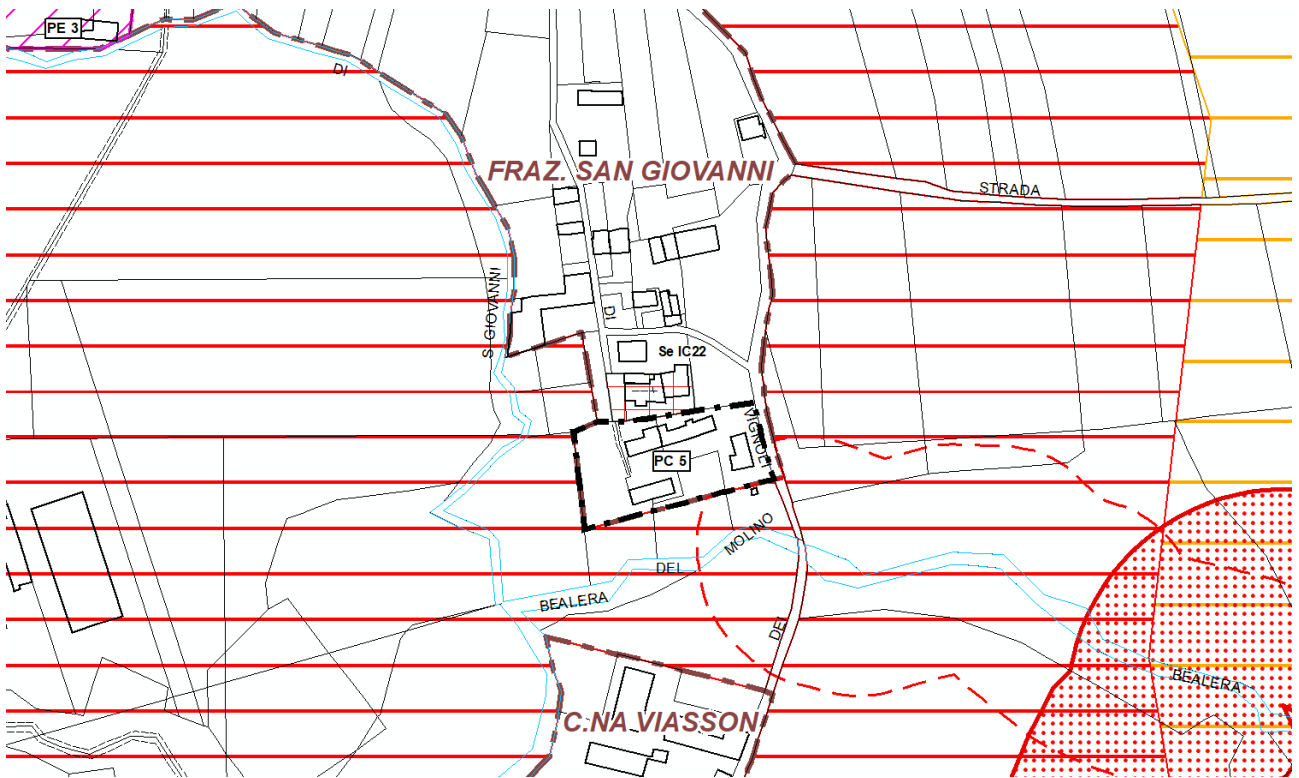 PE 3
DI
FRAZ. SAN GIOVANNI
STRADA
S. GIOVANNI
DI
Se IC22
VIGNOLI
PC 5
MOLINO
DEL
BEALERA
DEI
BEALERA
C.NA VIASSON